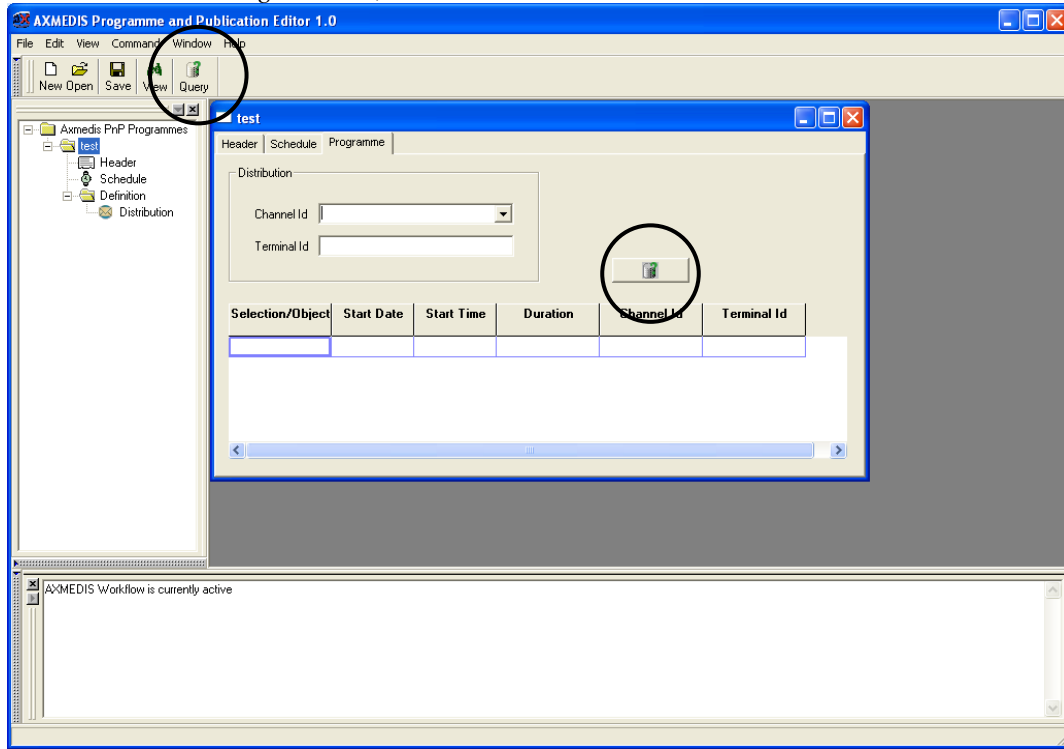 AXMEDIS Programme and Publication Editor 1.0
File Edit View Command Window Help
New Open Save View Query
Axmedis PnP Programmes
test
Header
Schedule
Definition
Distribution
test
Header Schedule Programme
Distribution
Channel Id
Terminal Id
Selection/Object Start Date Start Time Duration Channel Id Terminal Id
AXMEDIS Workflow is currently active